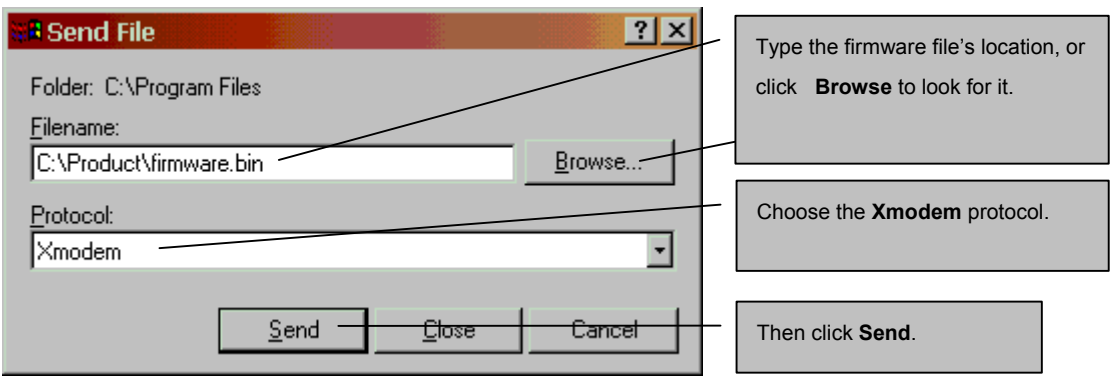 Send File
Folder: C:\Program Files
Filename:
C:\Product\firmware.bin
Browse...
Protocol:
Xmodem
Send
Close
Cancel
Type the firmware file's location, or
click Browse to look for it.
Choose the Xmodem protocol.
Then click Send.